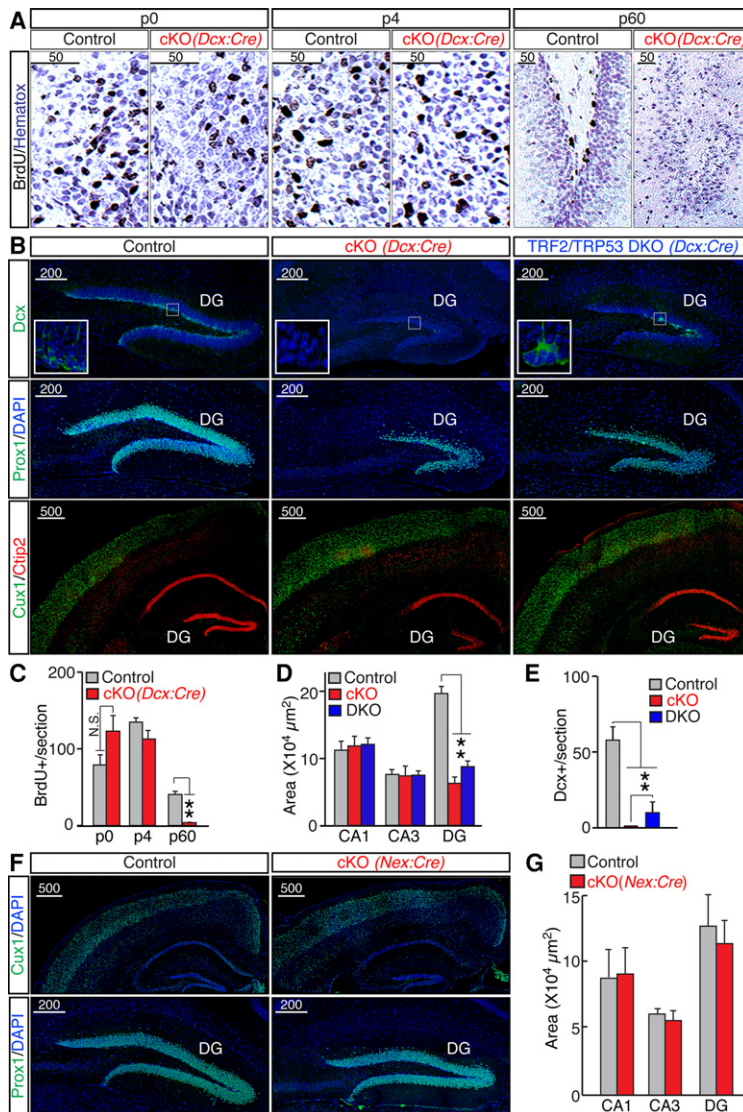 A
p0
p4
p60
Control
cKO(Dcx:Cre)
Control
cKO(Dcx:Cre)
Control
cKO(Dcx:Cre)
BrdU/Hematox
50
50
50
50
50
50
B
Control
cKO (Dcx:Cre)
TRF2/TRP53 DKO (Dcx:Cre)
Dcx
200
DG
200
DG
200
DG
Prox1/DAPI
200
DG
200
DG
200
DG
Cux1/Ctip2
500
DG
500
DG
500
DG
C
Control
cKO(Dcx:Cre)
BrdU+/section
200
100
0
N.S.
**
p0 p4 p60
D
Control
cKO
DKO
Area (X10⁴ µm²)
20
10
0
**
CA1 CA3 DG
E
Control
cKO
DKO
Dcx+/section
100
50
0
**
F
Control
cKO (Nex:Cre)
Cux1/DAPI
500
500
Prox1/DAPI
200
DG
200
DG
G
Control
cKO(Nex:Cre)
Area (X10⁴ µm²)
15
10
5
0
CA1 CA3 DG